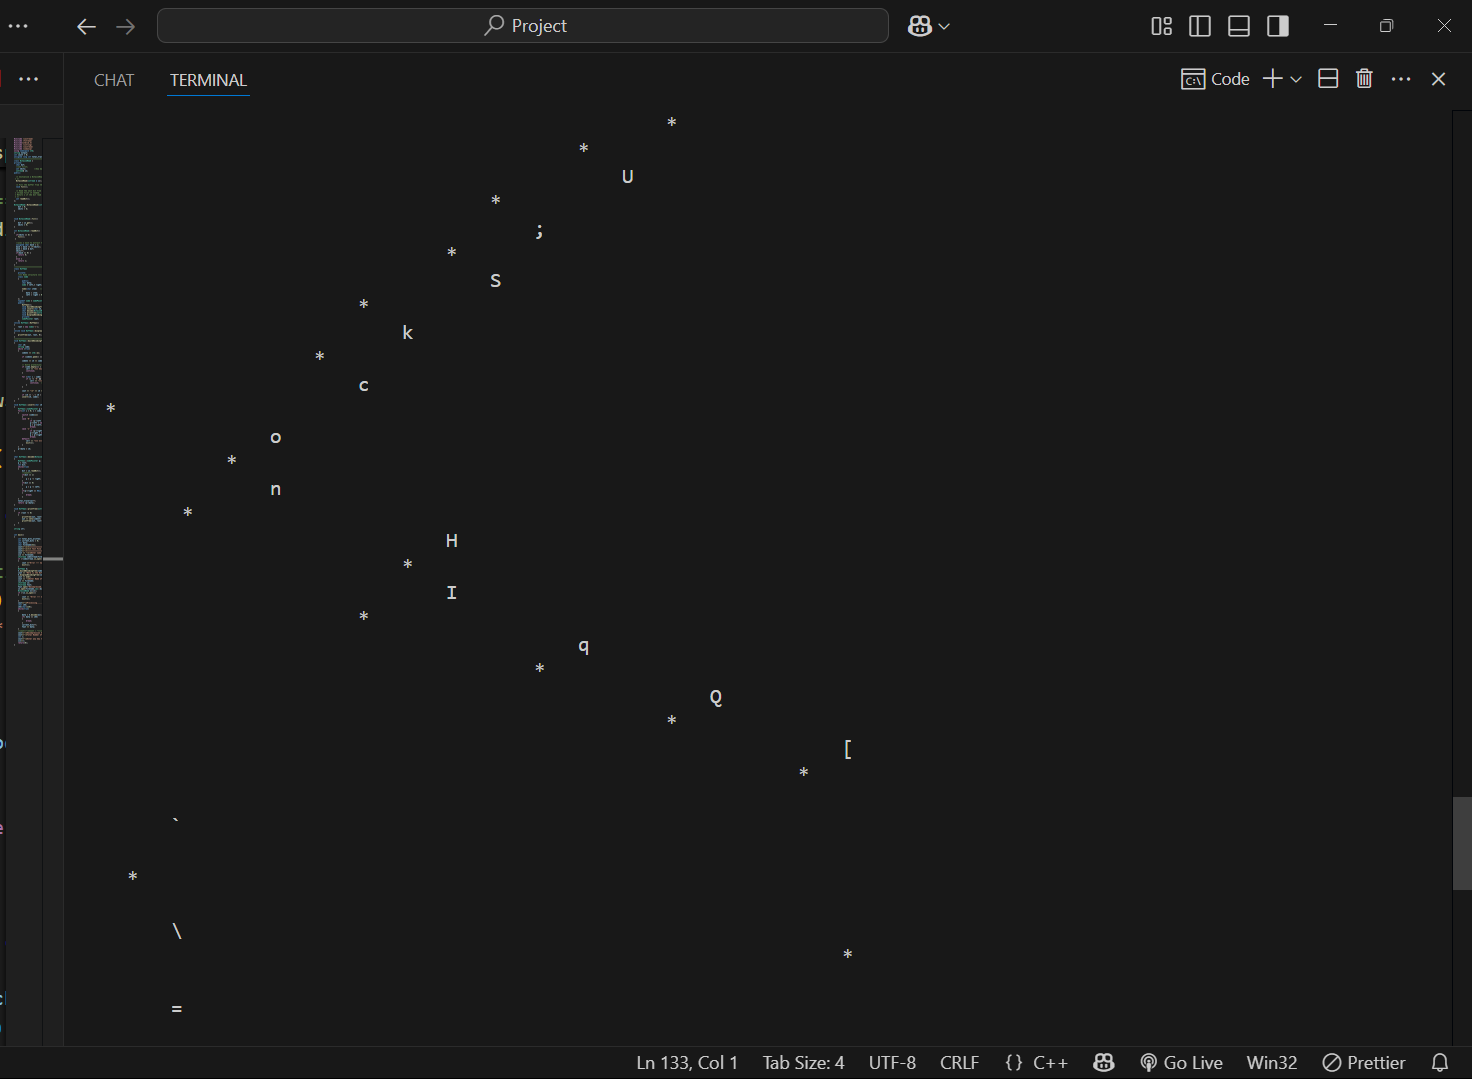 Project
CHAT TERMINAL Code
*
*
U
*
;
*
S
*
k
*
c
*
o
*
n
*
H
*
I
*
q
*
Q
*
[
*
`
*
\
*
=
Ln 133, Col 1 Tab Size: 4 UTF-8 CRLF {} C++ Go Live Win32 Prettier